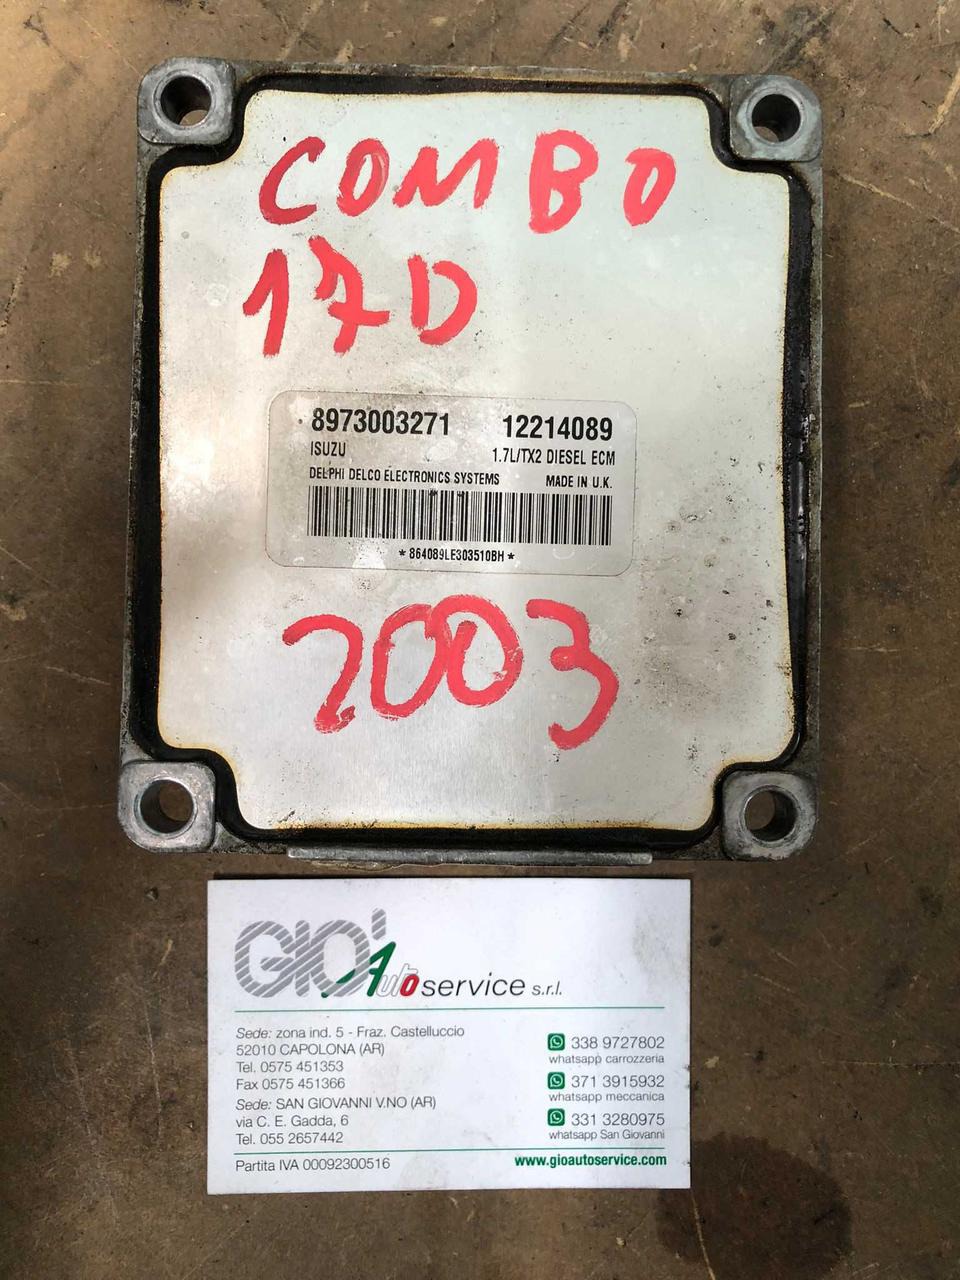 COMBO
17D
8973003271 12214089
ISUZU 1.7L/TX2 DIESEL ECM
DELPHI DELCO ELECTRONICS SYSTEMS MADE IN U.K.
*864089LE303510BH*
2003
GIO' Auto service s.r.l.
Sede: zona ind. 5 - Fraz. Castelluccio
52010 CAPOLONA (AR)
Tel. 0575 451353
Fax 0575 451366
Sede: SAN GIOVANNI V.NO (AR)
via C. E. Gadda, 6
Tel. 055 2657442
338 9727802
whatsapp carrozzeria
371 3915932
whatsapp meccanica
331 3280975
whatsapp San Giovanni
Partita IVA 00092300516 www.gioautoservice.com